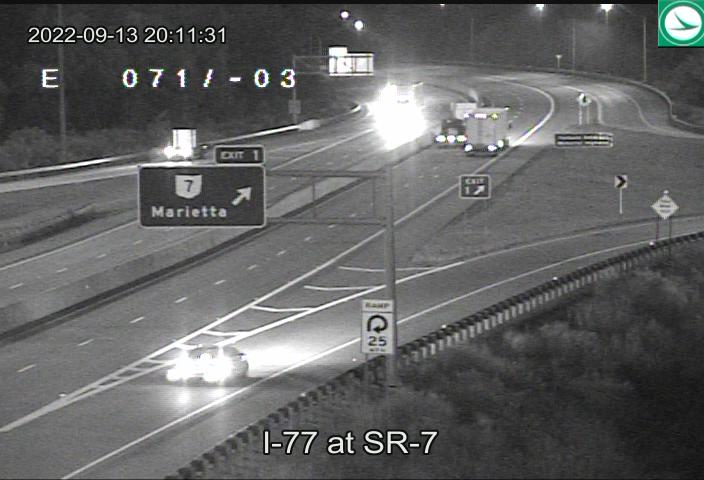 2022-09-13 20:11:31
E 071/-03
EXIT 1
7
Marietta
EXIT
1
RAMP
25
MPH
I-77 at SR-7